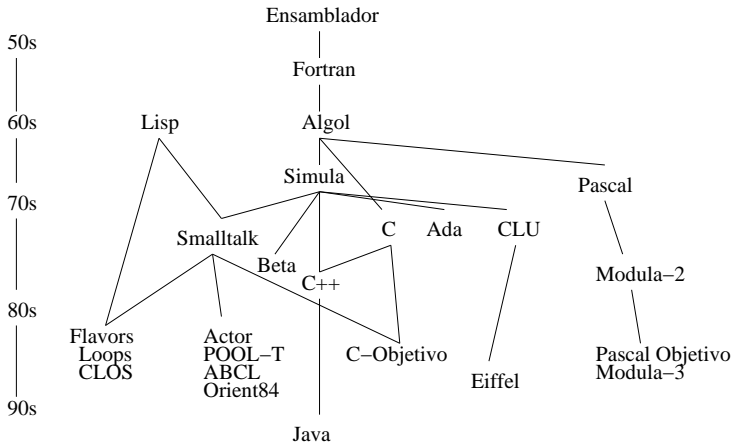 Ensamblador
50s
Fortran
60s
Lisp
Algol
Simula
Pascal
70s
Smalltalk
C
Ada
CLU
Beta
C++
Modula−2
80s
Flavors
Loops
CLOS
Actor
POOL−T
ABCL
Orient84
C−Objetivo
Eiffel
Pascal Objetivo
Modula−3
90s
Java